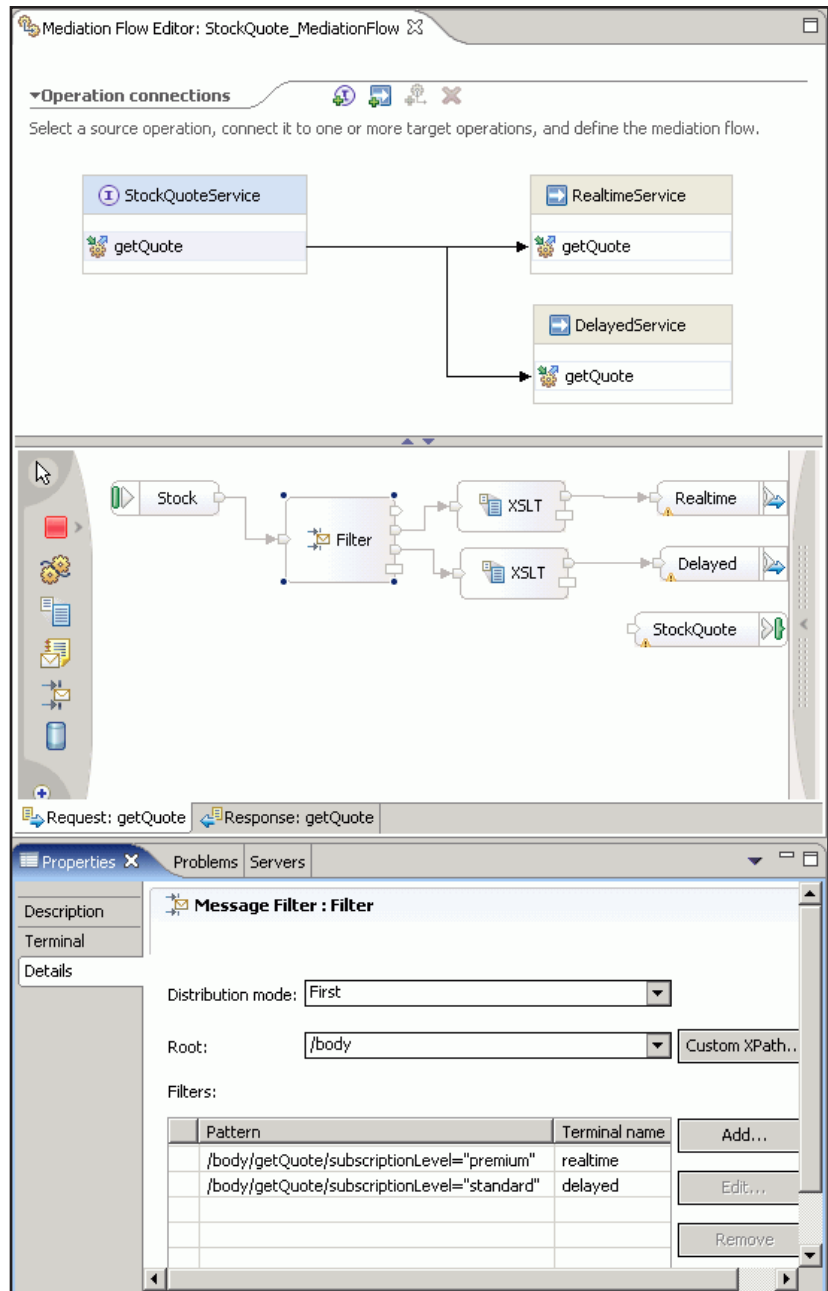 Mediation Flow Editor: StockQuote_MediationFlow
Operation connections
Select a source operation, connect it to one or more target operations, and define the mediation flow.
StockQuoteService
RealtimeService
getQuote
getQuote
DelayedService
getQuote
Stock
Filter
XSLT
Realtime
XSLT
Delayed
StockQuote
Request: getQuote
Response: getQuote
Properties
Problems
Servers
Description
Terminal
Details
Message Filter : Filter
Distribution mode: First
Root: /body Custom XPath..
Filters:
Pattern Terminal name Add...
/body/getQuote/subscriptionLevel="premium" realtime
/body/getQuote/subscriptionLevel="standard" delayed Edit...
Remove